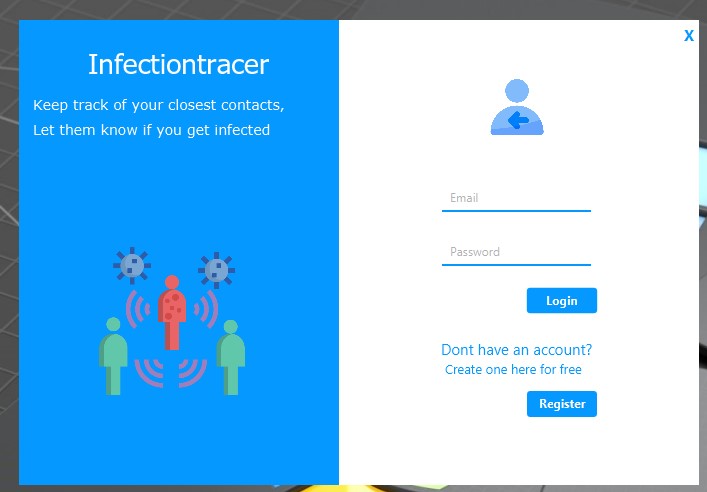 Infectiontracer
Keep track of your closest contacts,
Let them know if you get infected
X
Email
Password
Login
Dont have an account?
Create one here for free
Register